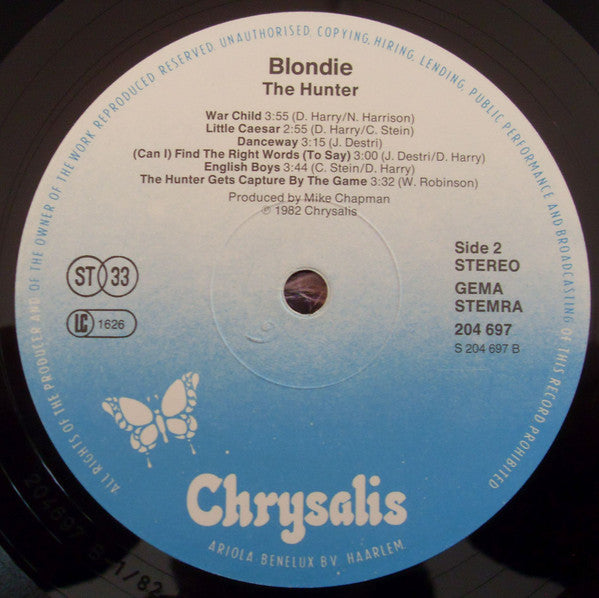 Blondie
The Hunter
War Child 3:55 (D. Harry/N. Harrison)
Little Caesar 2:55 (D. Harry/C. Stein)
Danceway 3:15 (J. Destri)
(Can I) Find The Right Words (To Say) 3:00 (J. Destri/D. Harry)
English Boys 3:44 (C. Stein/D. Harry)
The Hunter Gets Capture By The Game 3:32 (W. Robinson)
Produced by Mike Chapman
℗ 1982 Chrysalis
ST 33
LC 1626
Side 2
STEREO
GEMA
STEMRA
204 697
S 204 697 B
Chrysalis
ALL RIGHTS OF THE PRODUCER AND OF THE OWNER OF THE WORK REPRODUCED RESERVED. UNAUTHORISED, COPYING, HIRING, LENDING, PUBLIC PERFORMANCE AND BROADCASTING OF THIS RECORD PROHIBITED
ARIOLA BENELUX B.V. HAARLEM.
204697 B 1/82